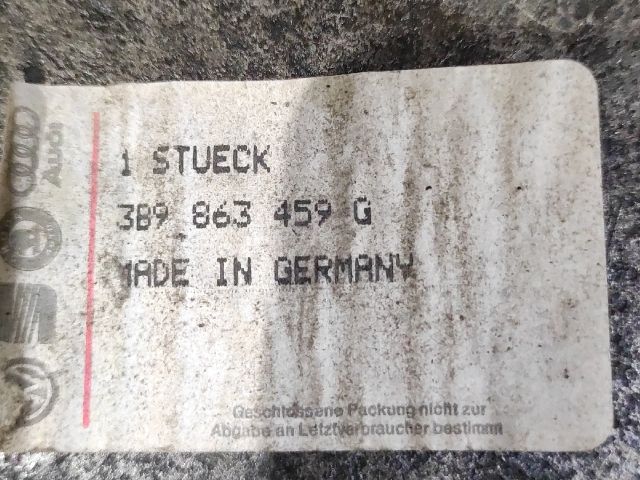 Audi
1 STUECK
3B9 863 459 G
MADE IN GERMANY
Geschlossene Packung nicht zur
Abgabe an Letztverbraucher bestimmt